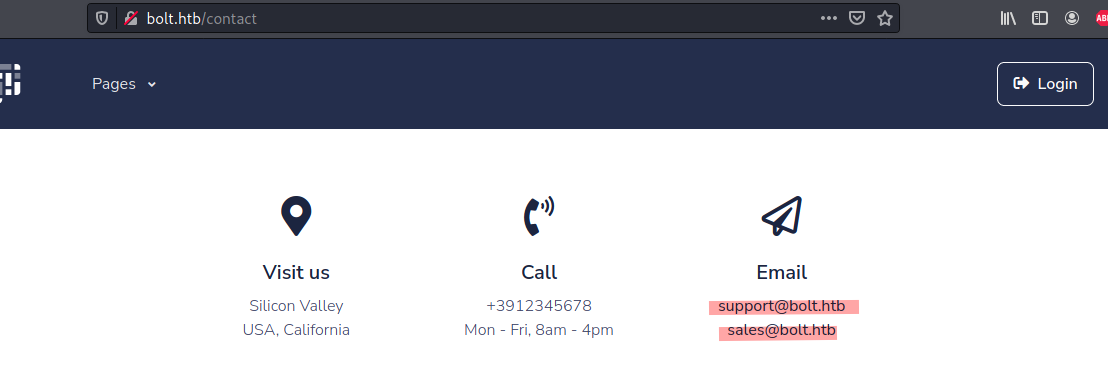 bolt.htb/contact
Pages
Login
Visit us
Call
Email
Silicon Valley
+3912345678
support@bolt.htb
USA, California
Mon - Fri, 8am - 4pm
sales@bolt.htb